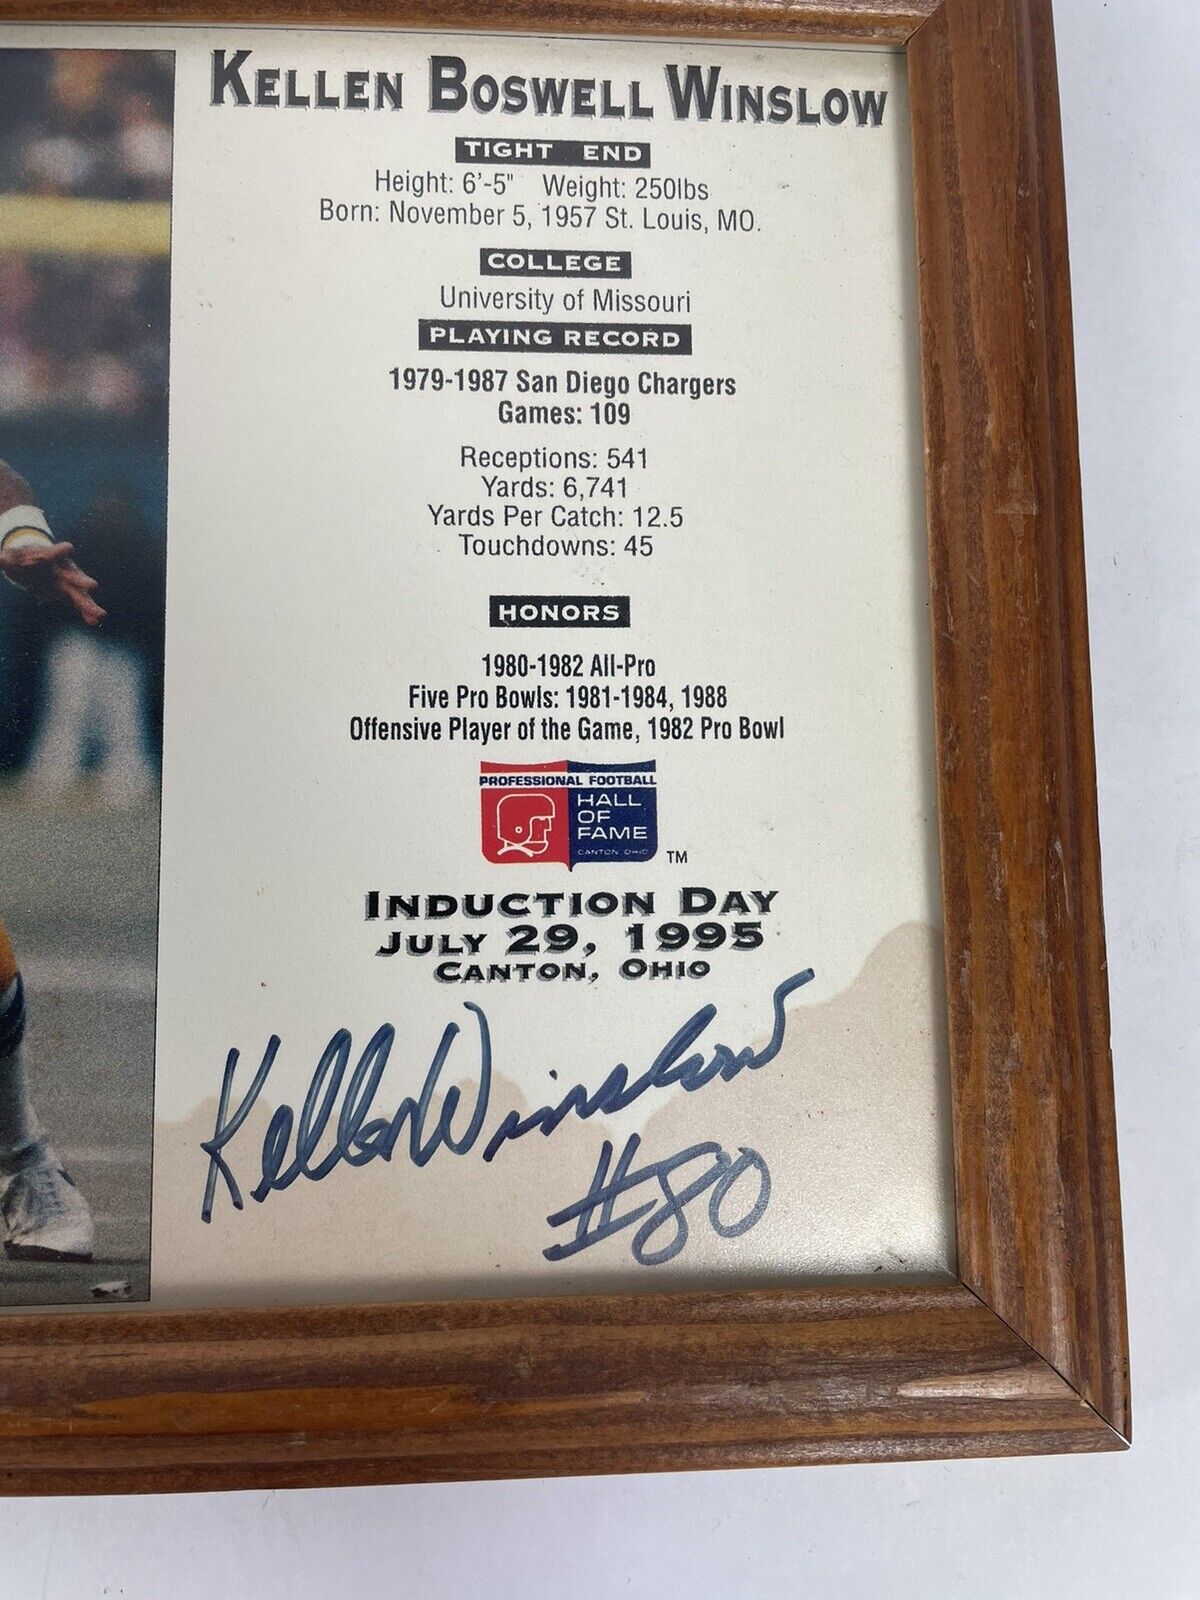 KELLEN BOSWELL WINSLOW
TIGHT END
Height: 6'-5" Weight: 250lbs
Born: November 5, 1957 St. Louis, MO.
COLLEGE
University of Missouri
PLAYING RECORD
1979-1987 San Diego Chargers
Games: 109
Receptions: 541
Yards: 6,741
Yards Per Catch: 12.5
Touchdowns: 45
HONORS
1980-1982 All-Pro
Five Pro Bowls: 1981-1984, 1988
Offensive Player of the Game, 1982 Pro Bowl
PROFESSIONAL FOOTBALL
HALL
OF
FAME
CANTON OHIO
TM
INDUCTION DAY
JULY 29, 1995
CANTON, OHIO
Kellen Winslow
#80